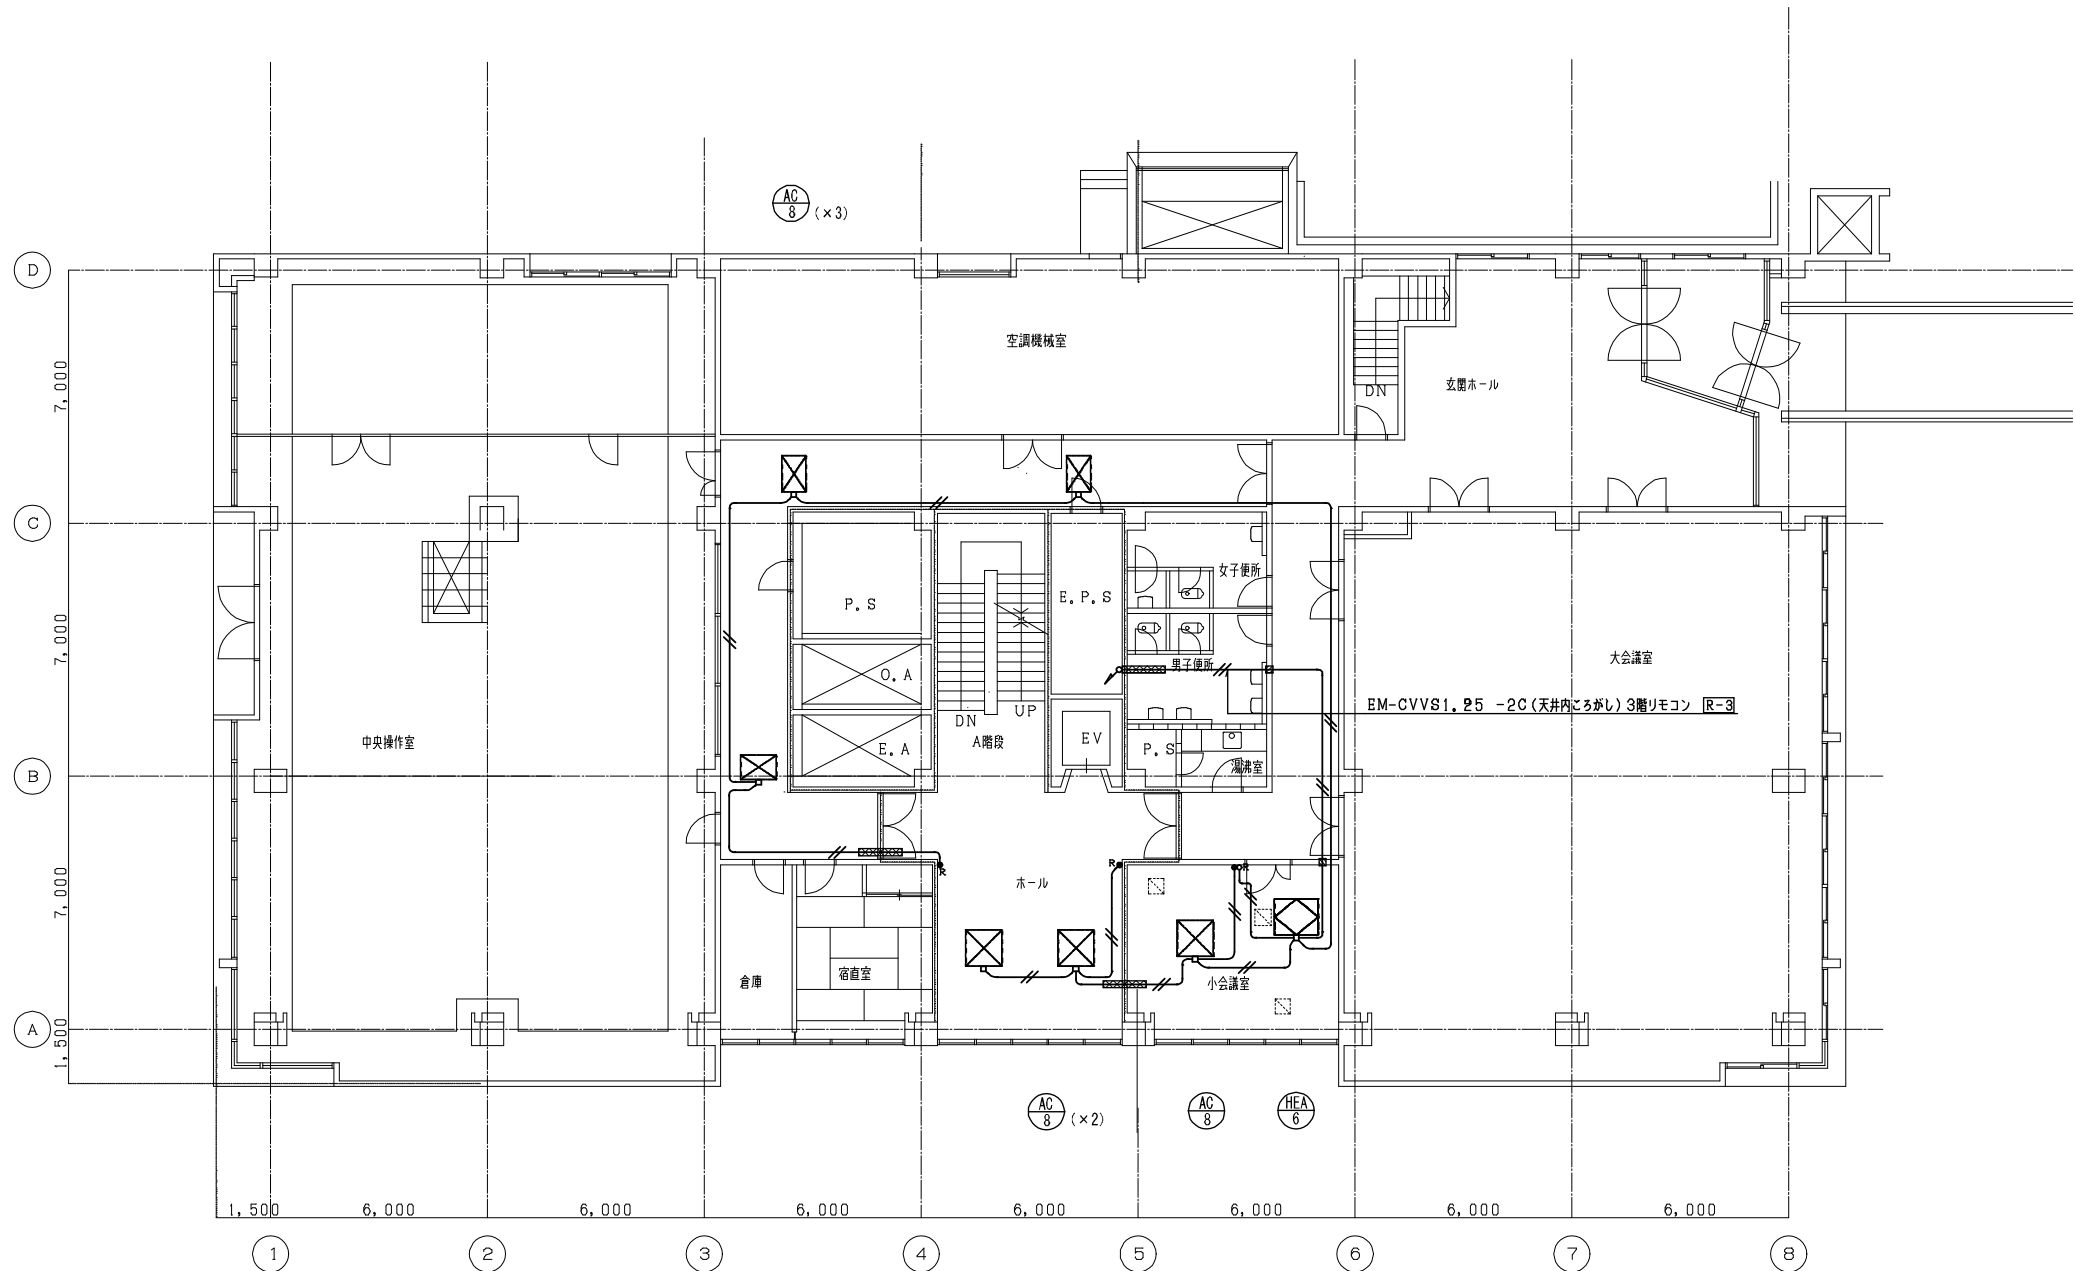 AC
8 (×3)
D
空調機械室
7,000
DN
玄関ホール
C
女子便所
P.S
E.P.S
7,000
大会議室
男子便所
O.A
EM-CVVS1.25 -2C(天井内ころがし)3階リモコン R-3
DN
UP
中央操作室
E.A
A階段
EV
P.S
湯沸室
B
R
R
R
ホール
7,000
倉庫
宿直室
小会議室
A
1,500
AC
8 (×2)
AC
8
HEA
6
1,500
6,000
6,000
6,000
6,000
6,000
6,000
6,000
1
2
3
4
5
6
7
8